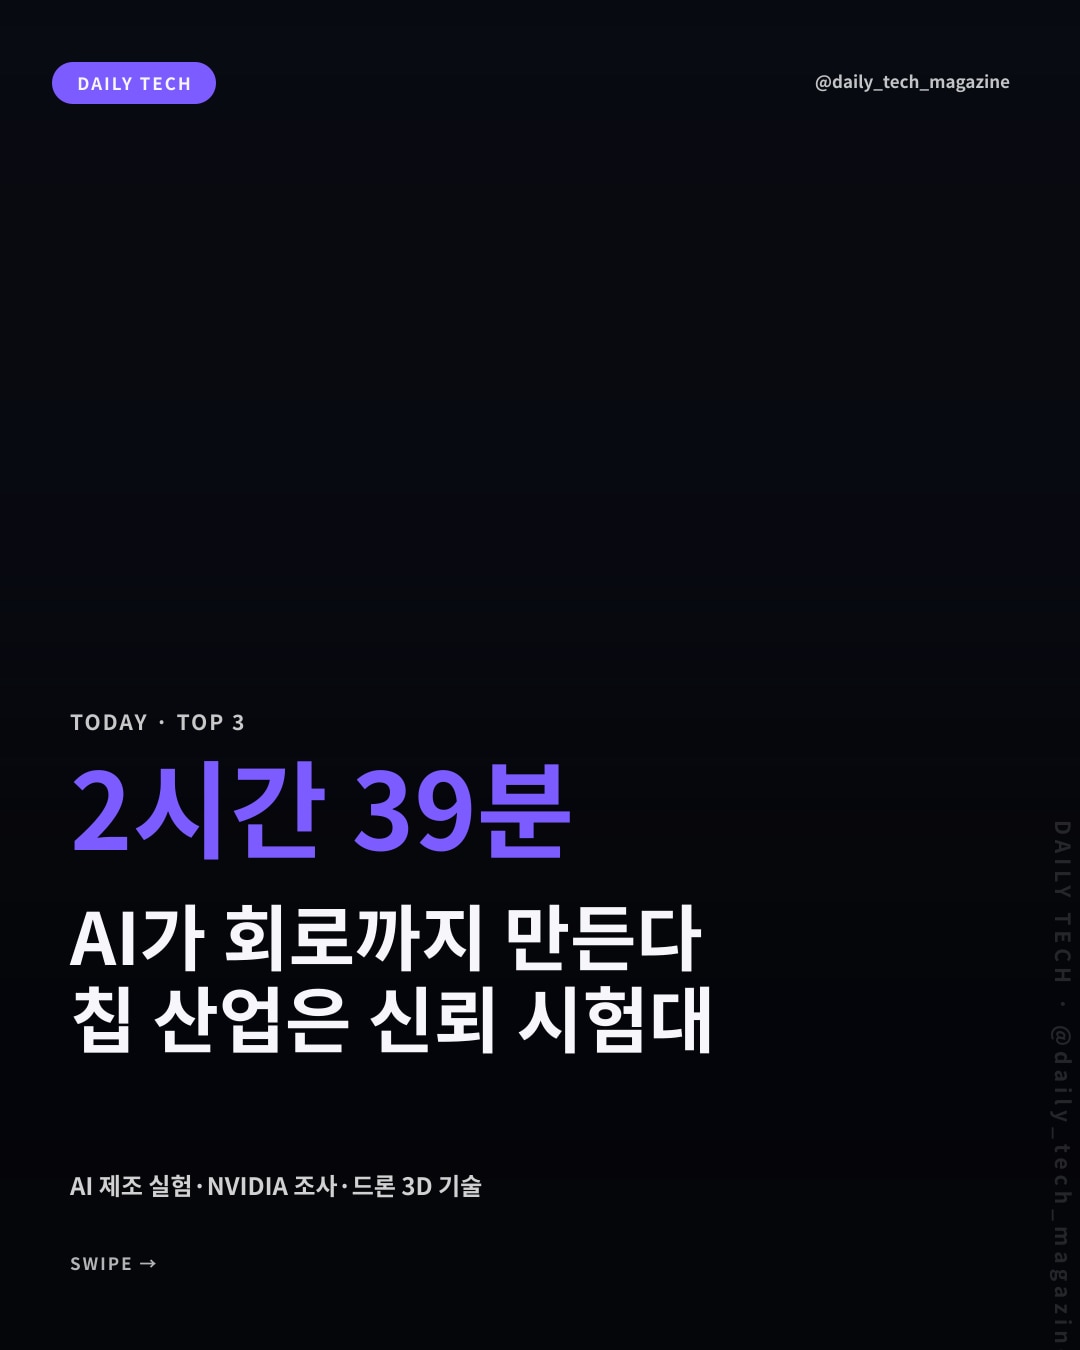 DAILY TECH
@daily_tech_magazine
TODAY · TOP 3
2시간 39분
AI가 회로까지 만든다
칩 산업은 신뢰 시험대
AI 제조 실험·NVIDIA 조사·드론 3D 기술
SWIPE →
DAILY TECH · @daily_tech_magazin